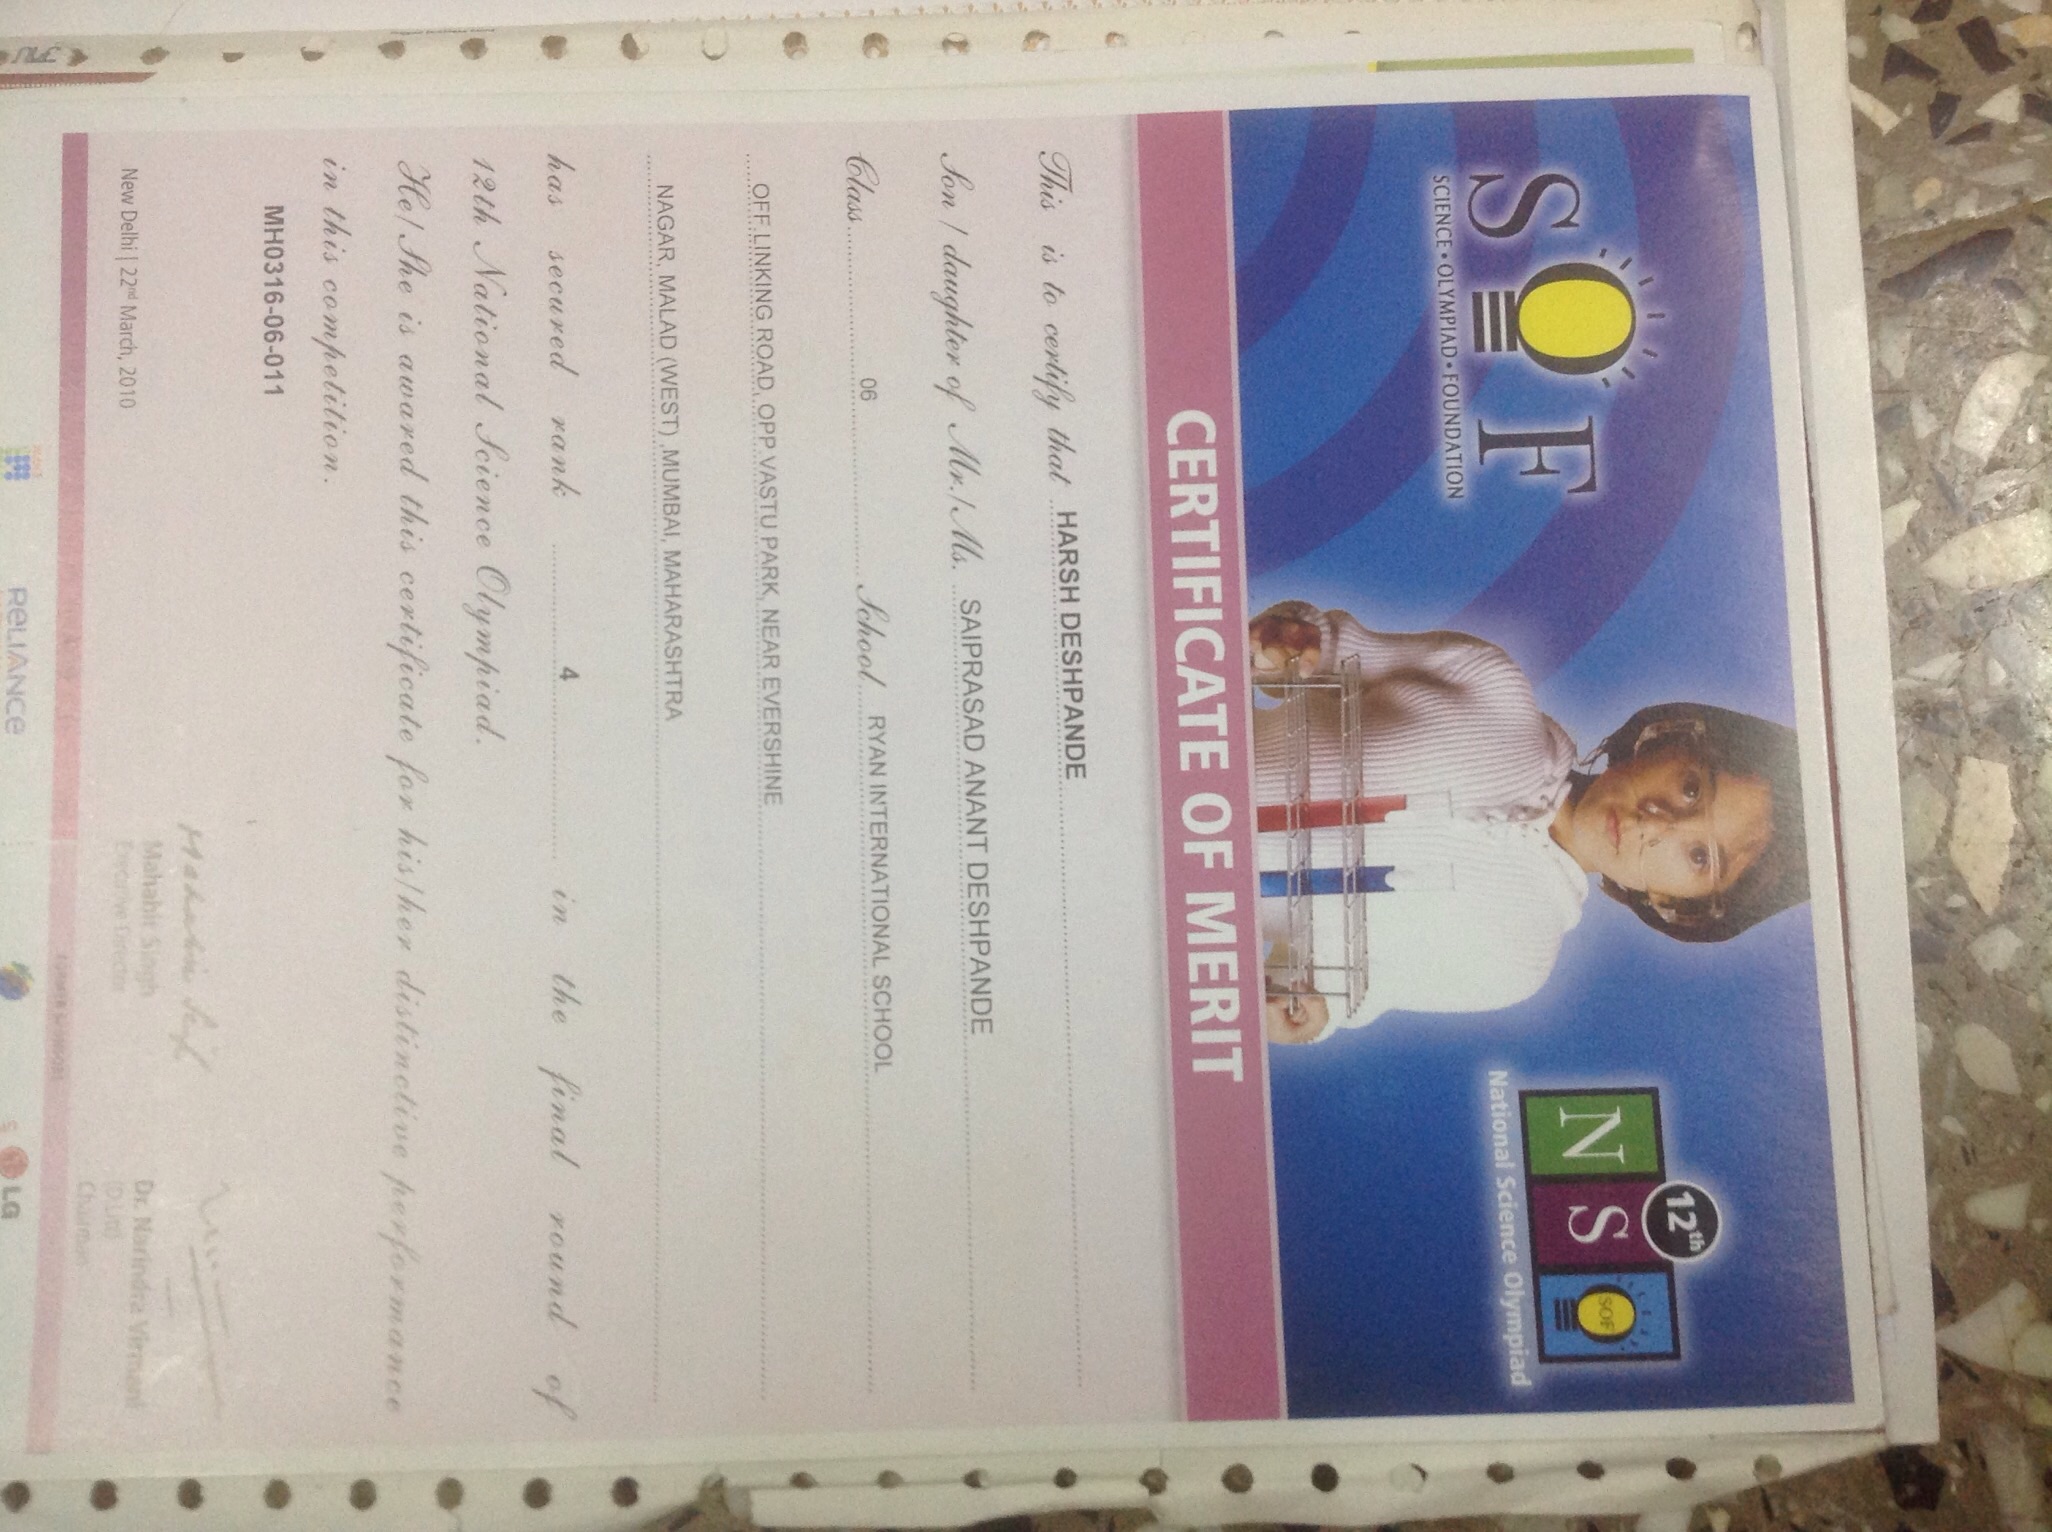 SOF
SCIENCE • OLYMPIAD • FOUNDATION
12th
NS SOF
National Science Olympiad
CERTIFICATE OF MERIT
This is to certify that HARSH DESHPANDE
Son / daughter of Mr./Ms. SAIPRASAD ANANT DESHPANDE
Class 06 School RYAN INTERNATIONAL SCHOOL
OFF.LINKING ROAD, OPP VASTU PARK, NEAR EVERSHINE
NAGAR, MALAD (WEST) ,MUMBAI, MAHARASHTRA
has secured rank 4 in the final round of
12th National Science Olympiad.
He/She is awared this certificate for his/her distinctive performance
in this competition.
MH0316-06-011
Mahabir Singh Dr. Narindra Virmani
Executive Director (D.Litt)
Chairman
New Delhi | 22nd March, 2010
FORMER SPONSORS
RELIANCE LG